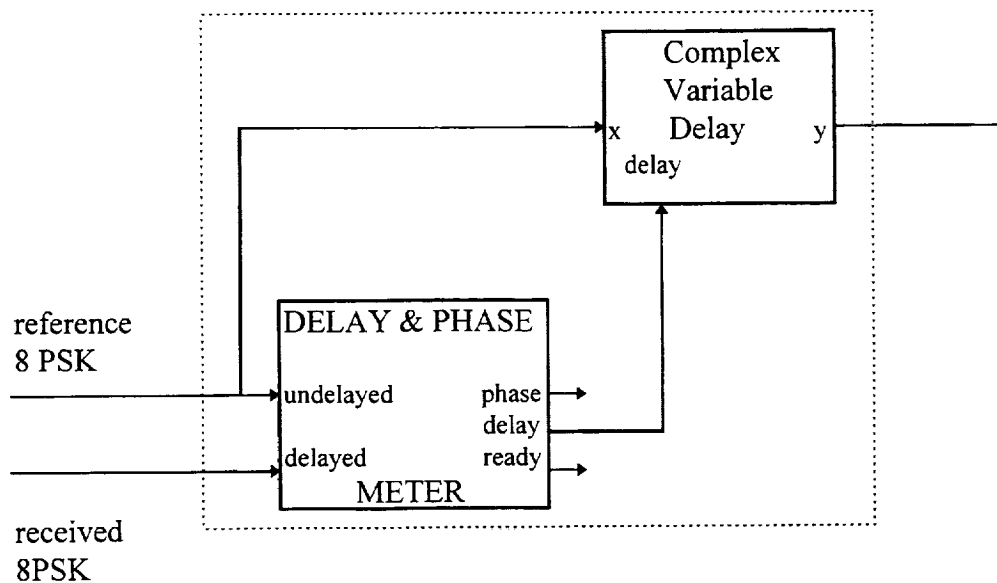 Complex
Variable
x Delay y
delay
reference
8 PSK
DELAY & PHASE
undelayed phase
delay
delayed ready
METER
received
8PSK